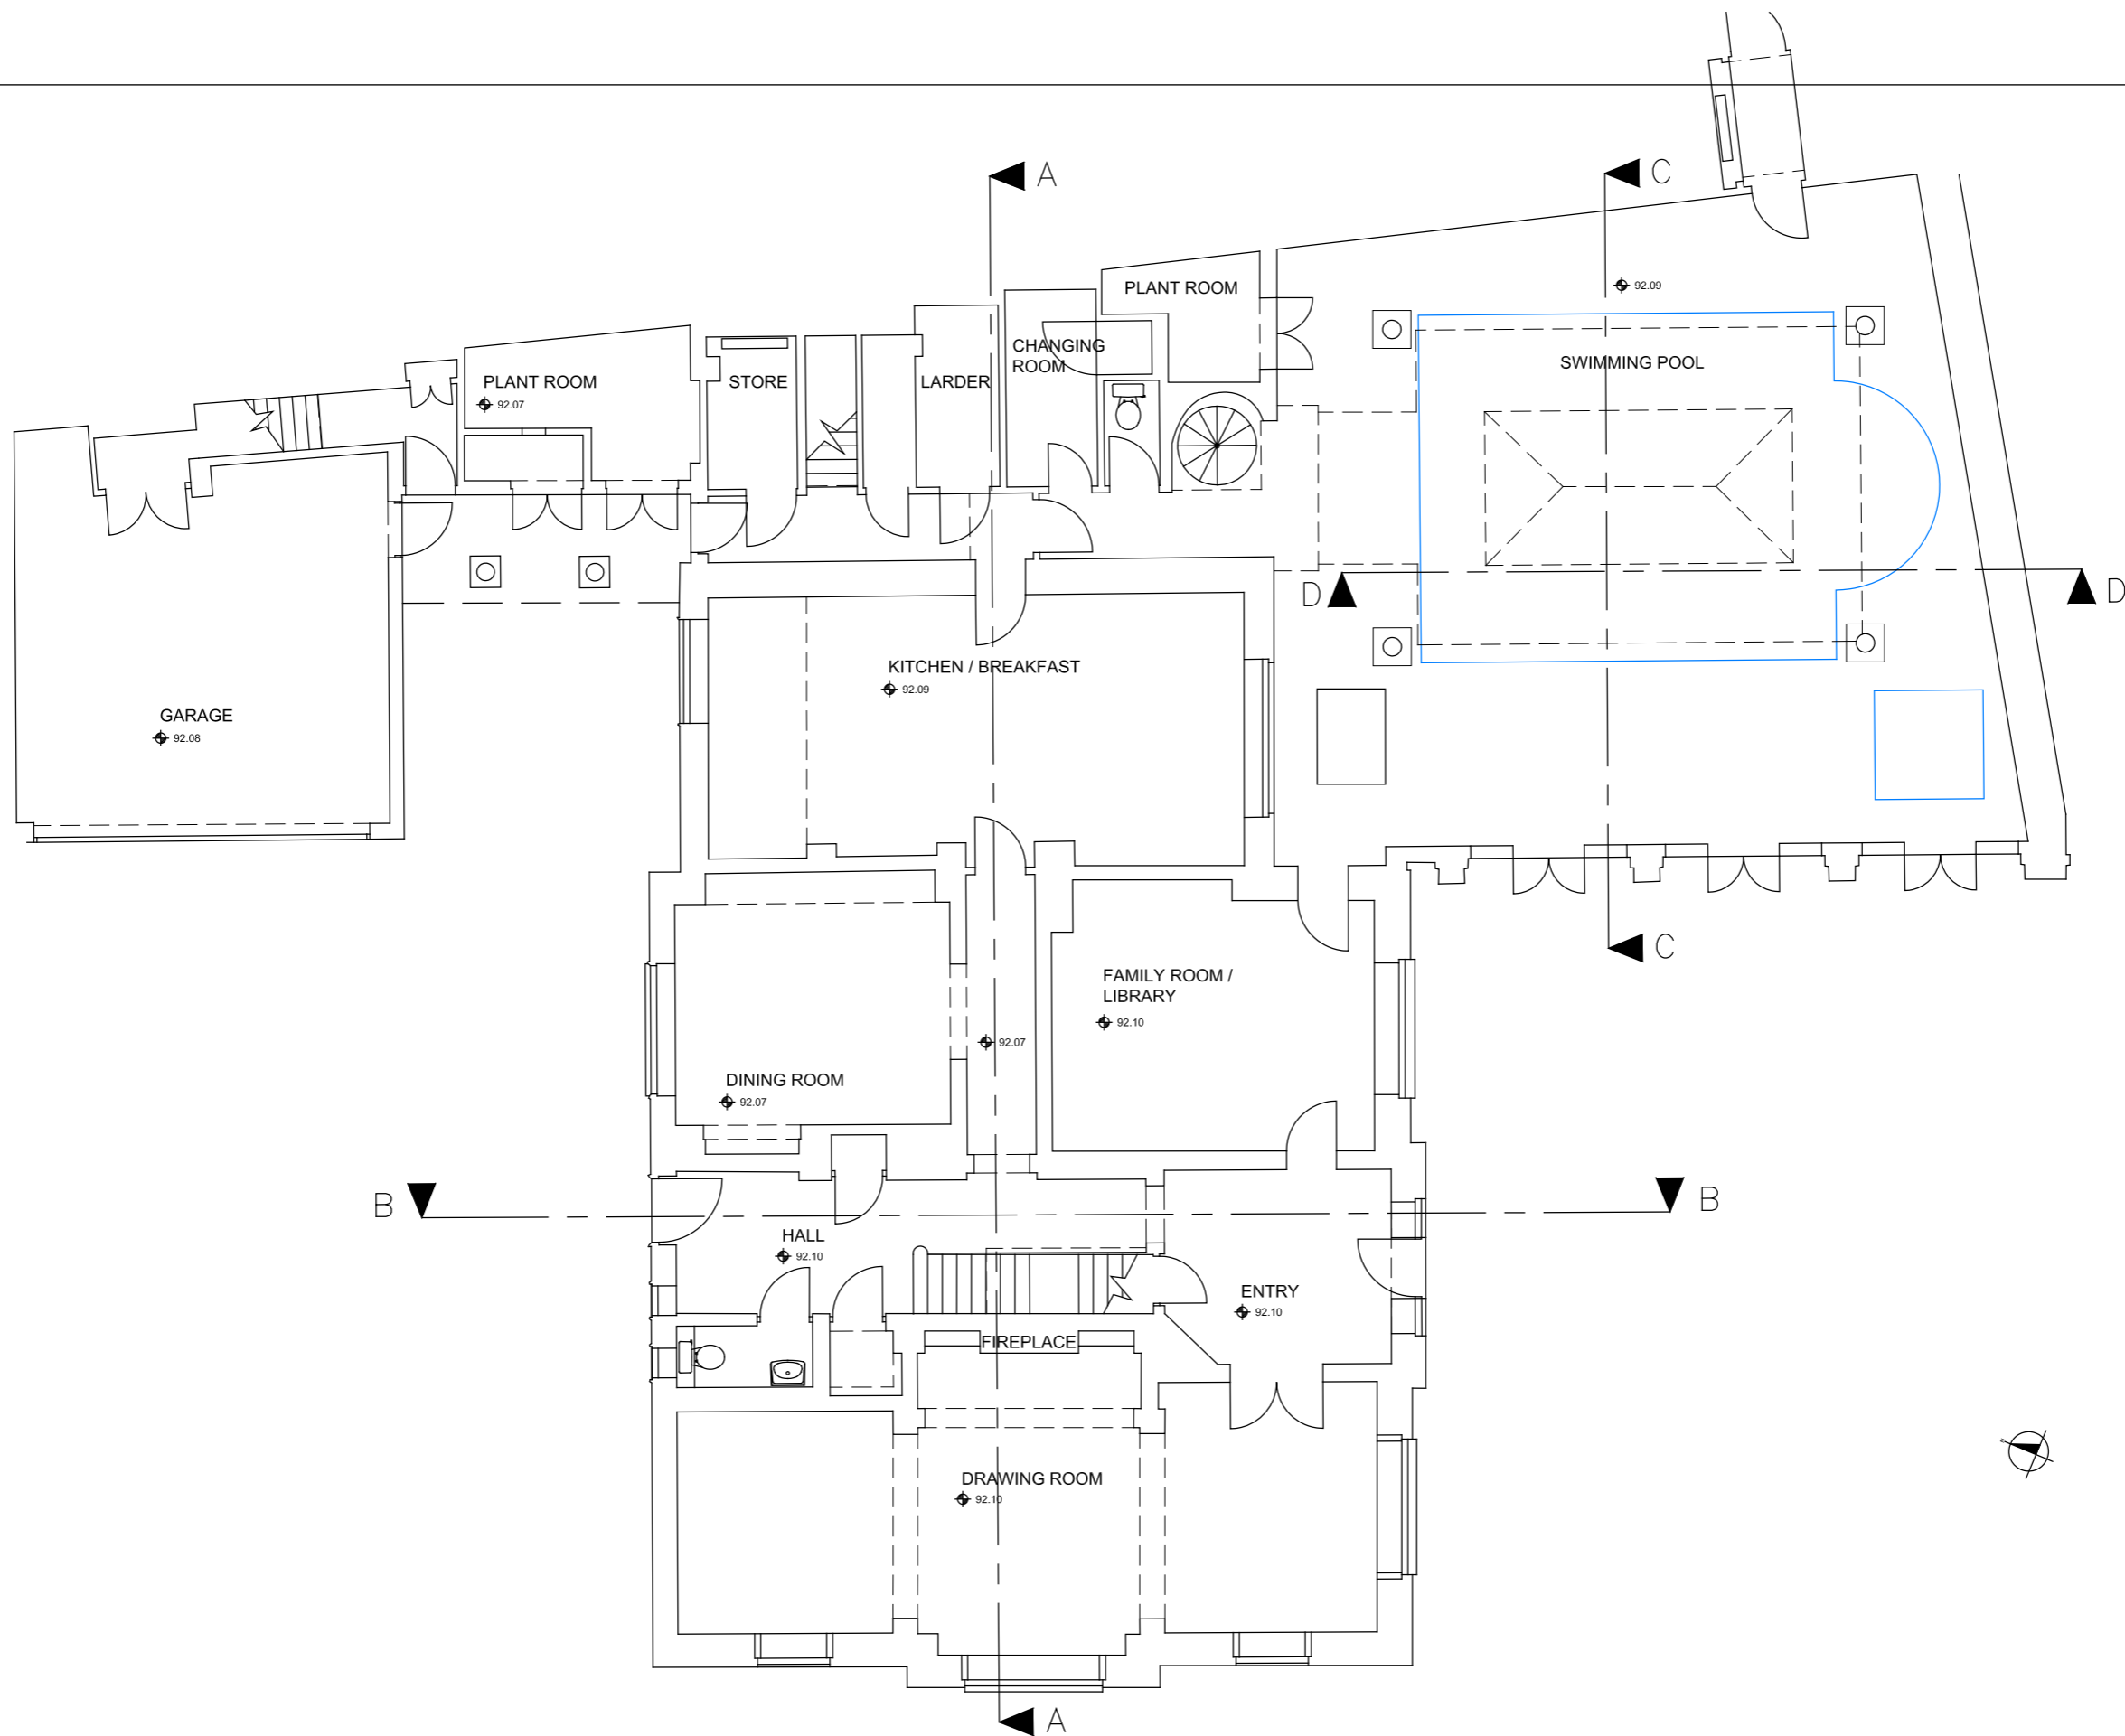 A
C
PLANT ROOM
92.09
CHANGING
ROOM
SWIMMING POOL
PLANT ROOM
92.07
STORE
LARDER
D
D
KITCHEN / BREAKFAST
92.09
GARAGE
92.08
C
FAMILY ROOM /
LIBRARY
92.10
92.07
DINING ROOM
92.07
B
B
HALL
92.10
ENTRY
92.10
FIREPLACE
DRAWING ROOM
92.10
A